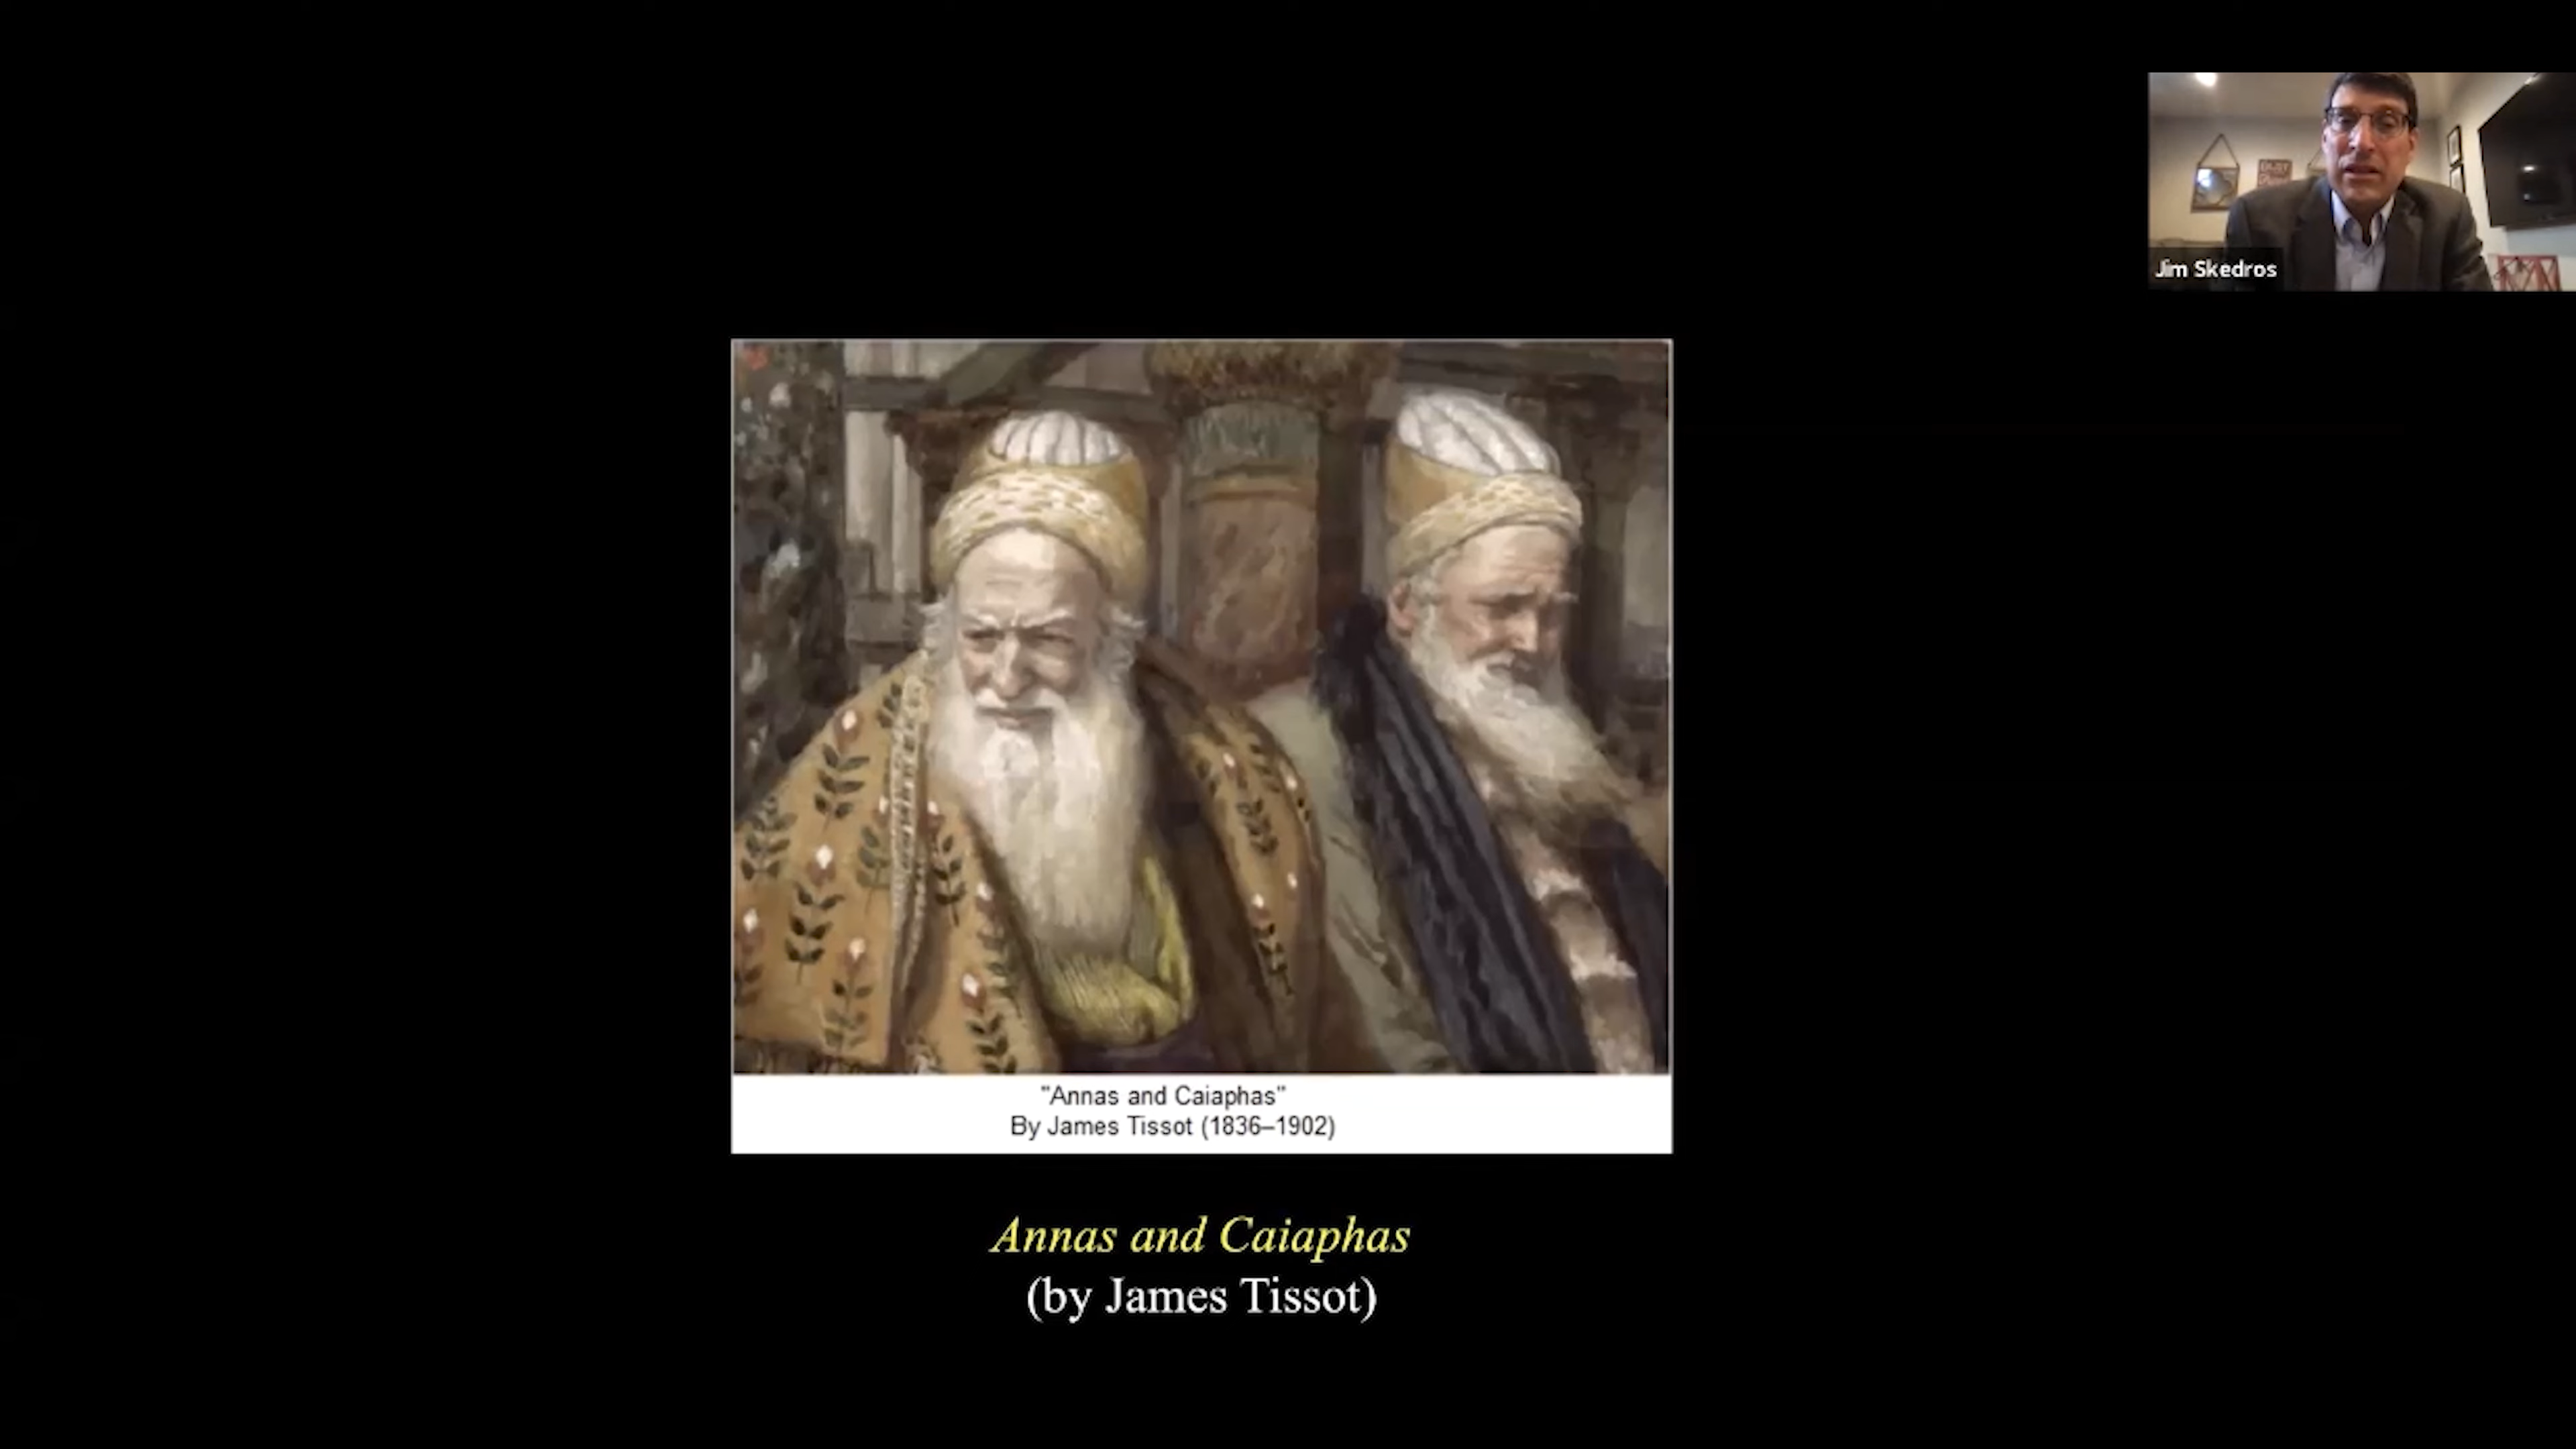 Jim Skedros
"Annas and Caiaphas"
By James Tissot (1836–1902)
Annas and Caiaphas
(by James Tissot)